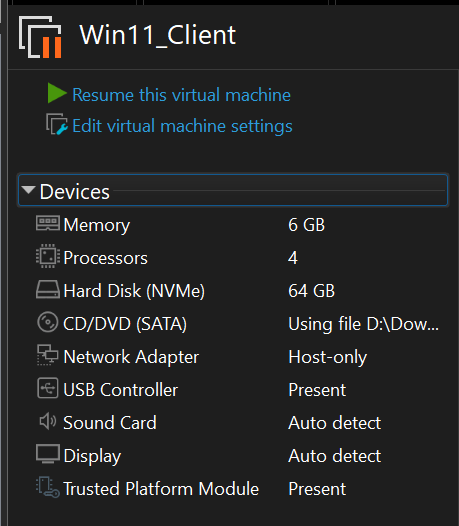 Win11_Client
Resume this virtual machine
Edit virtual machine settings
Devices
Memory 6 GB
Processors 4
Hard Disk (NVMe) 64 GB
CD/DVD (SATA) Using file D:\Dow...
Network Adapter Host-only
USB Controller Present
Sound Card Auto detect
Display Auto detect
Trusted Platform Module Present